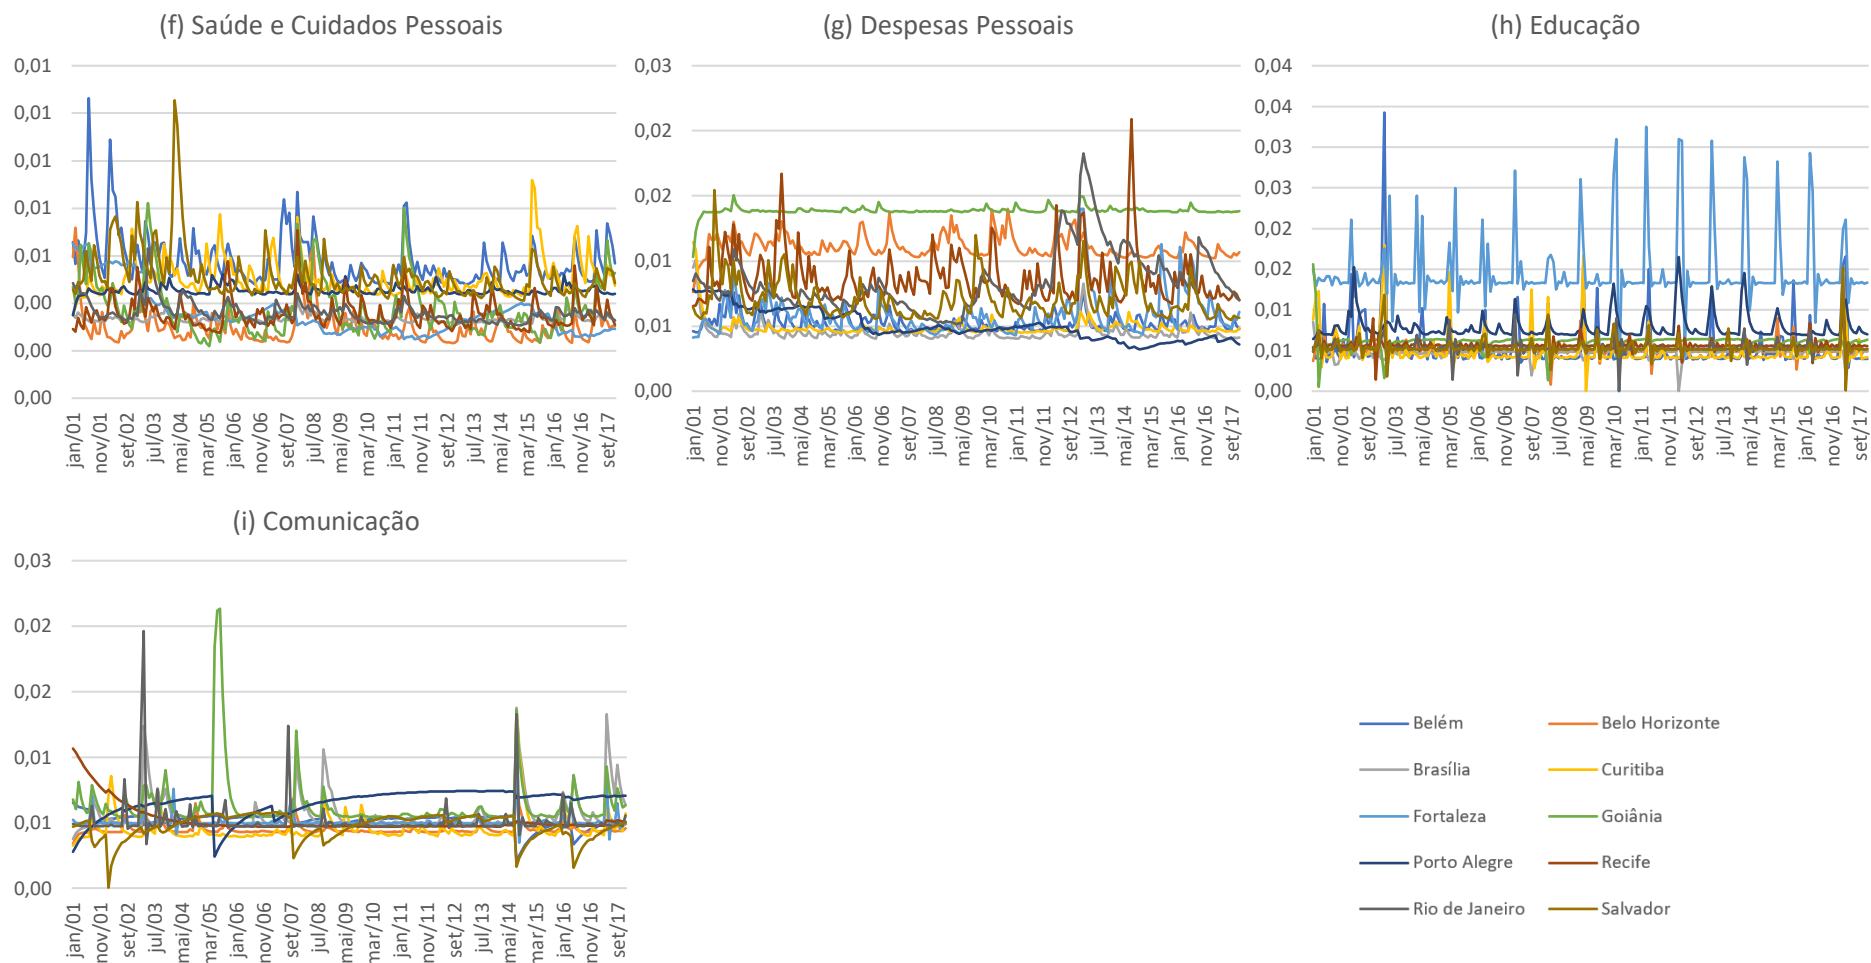 (f) Saúde e Cuidados Pessoais
0,01
0,01
0,01
0,01
0,01
0,00
0,00
0,00
jan/01
nov/01
set/02
jul/03
mai/04
mar/05
jan/06
nov/06
set/07
jul/08
mai/09
mar/10
jan/11
nov/11
set/12
jul/13
mai/14
mar/15
jan/16
nov/16
set/17
(g) Despesas Pessoais
0,03
0,02
0,02
0,01
0,01
0,00
jan/01
nov/01
set/02
jul/03
mai/04
mar/05
jan/06
nov/06
set/07
jul/08
mai/09
mar/10
jan/11
nov/11
set/12
jul/13
mai/14
mar/15
jan/16
nov/16
set/17
(h) Educação
0,04
0,04
0,03
0,03
0,02
0,02
0,01
0,01
0,00
jan/01
nov/01
set/02
jul/03
mai/04
mar/05
jan/06
nov/06
set/07
jul/08
mai/09
mar/10
jan/11
nov/11
set/12
jul/13
mai/14
mar/15
jan/16
nov/16
set/17
(i) Comunicação
0,03
0,02
0,02
0,01
0,01
0,00
jan/01
nov/01
set/02
jul/03
mai/04
mar/05
jan/06
nov/06
set/07
jul/08
mai/09
mar/10
jan/11
nov/11
set/12
jul/13
mai/14
mar/15
jan/16
nov/16
set/17
Belém
Belo Horizonte
Brasília
Curitiba
Fortaleza
Goiânia
Porto Alegre
Recife
Rio de Janeiro
Salvador